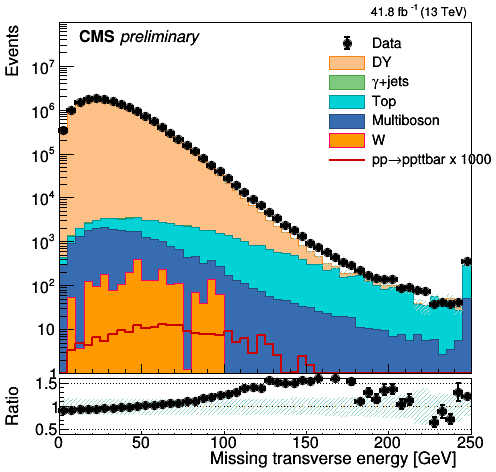 41.8 fb⁻¹ (13 TeV)
CMS preliminary
Events
Data
DY
γ+jets
Top
Multiboson
W
pp→ppttbar x 1000
10⁷
10⁶
10⁵
10⁴
10³
10²
10
1
Ratio
1.5
1
0.5
0 50 100 150 200 250
Missing transverse energy [GeV]